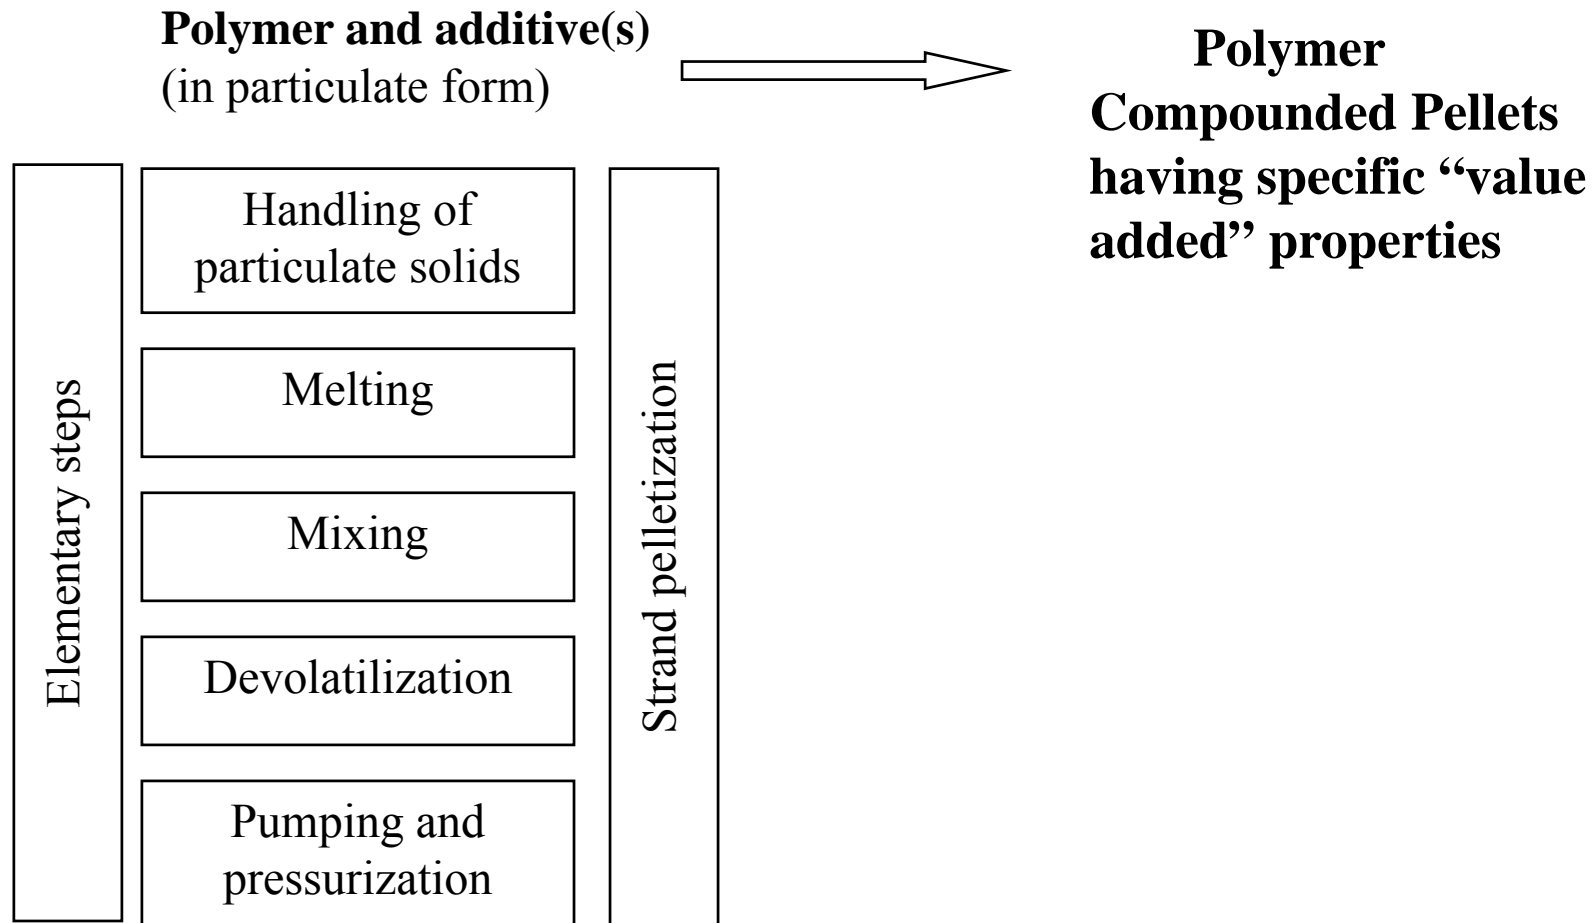 Polymer and additive(s)
(in particulate form)
Polymer
Compounded Pellets
having specific “value
added” properties
Elementary steps
Handling of
particulate solids
Melting
Mixing
Devolatilization
Pumping and
pressurization
Strand pelletization